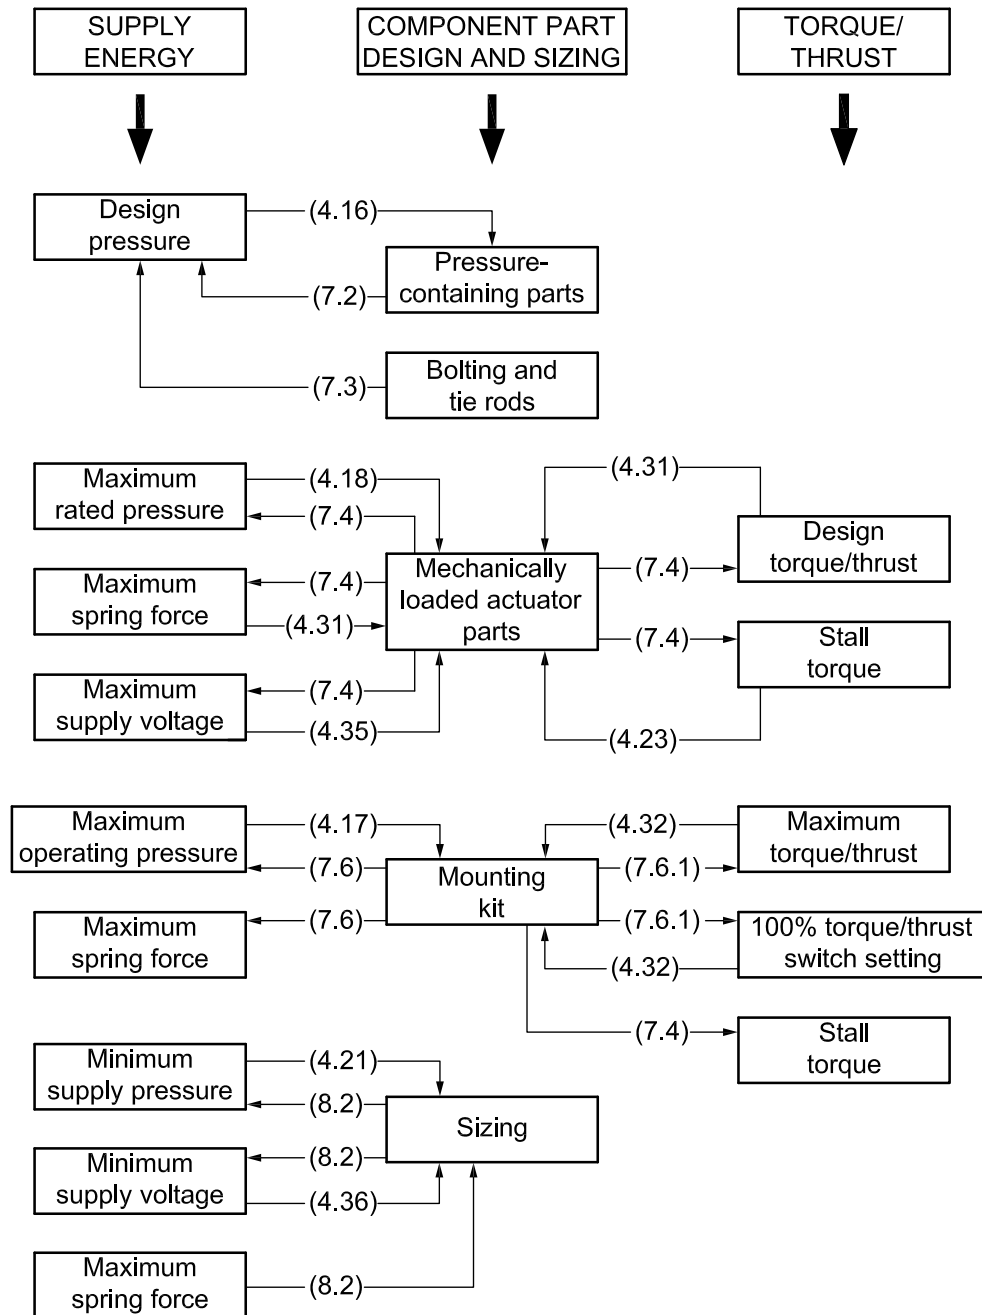 SUPPLY
ENERGY
COMPONENT PART
DESIGN AND SIZING
TORQUE/
THRUST
Design
pressure
(4.16)
Pressure-
containing parts
(7.2)
(7.3)
Bolting and
tie rods
Maximum
rated pressure
(4.18)
(7.4)
Maximum
spring force
(7.4)
(4.31)
Maximum
supply voltage
(7.4)
(4.35)
Mechanically
loaded actuator
parts
(4.31)
(7.4)
Design
torque/thrust
(7.4)
Stall
torque
(4.23)
Maximum
operating pressure
(4.17)
(7.6)
Maximum
spring force
(7.6)
Mounting
kit
(4.32)
(7.6.1)
Maximum
torque/thrust
(7.6.1)
(4.32)
100% torque/thrust
switch setting
(7.4)
Stall
torque
Minimum
supply pressure
(4.21)
(8.2)
Sizing
Minimum
supply voltage
(8.2)
(4.36)
Maximum
spring force
(8.2)